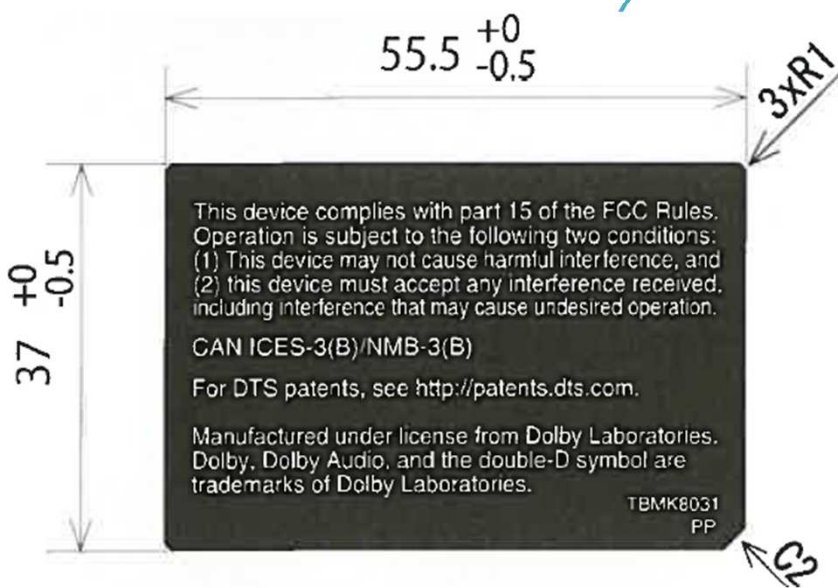 55.5 +0 -0.5
3xR1
37 +0 -0.5
This device complies with part 15 of the FCC Rules.
Operation is subject to the following two conditions:
(1) This device may not cause harmful interference, and
(2) this device must accept any interference received,
including interference that may cause undesired operation.
CAN ICES-3(B)/NMB-3(B)
For DTS patents, see http://patents.dts.com.
Manufactured under license from Dolby Laboratories.
Dolby, Dolby Audio, and the double-D symbol are
trademarks of Dolby Laboratories.
TBMK8031
PP
C2